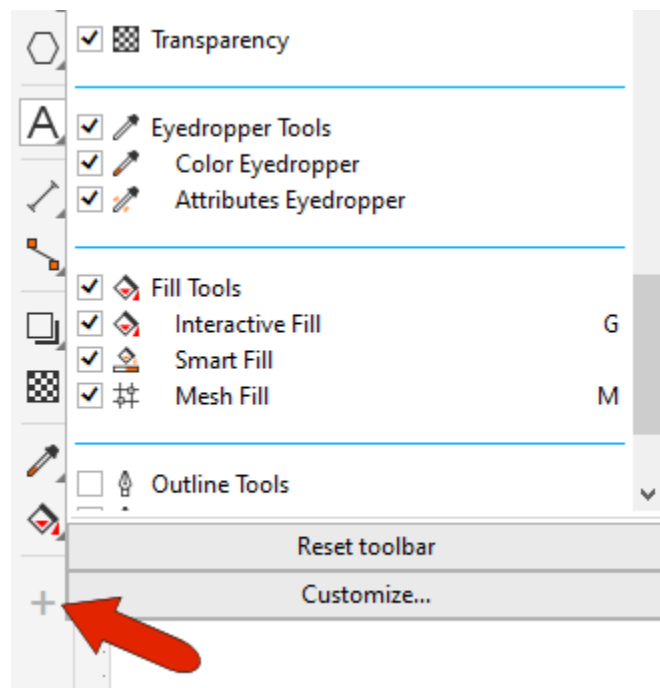 Transparency
Eyedropper Tools
Color Eyedropper
Attributes Eyedropper
Fill Tools
Interactive Fill G
Smart Fill
Mesh Fill M
Outline Tools
Reset toolbar
Customize...